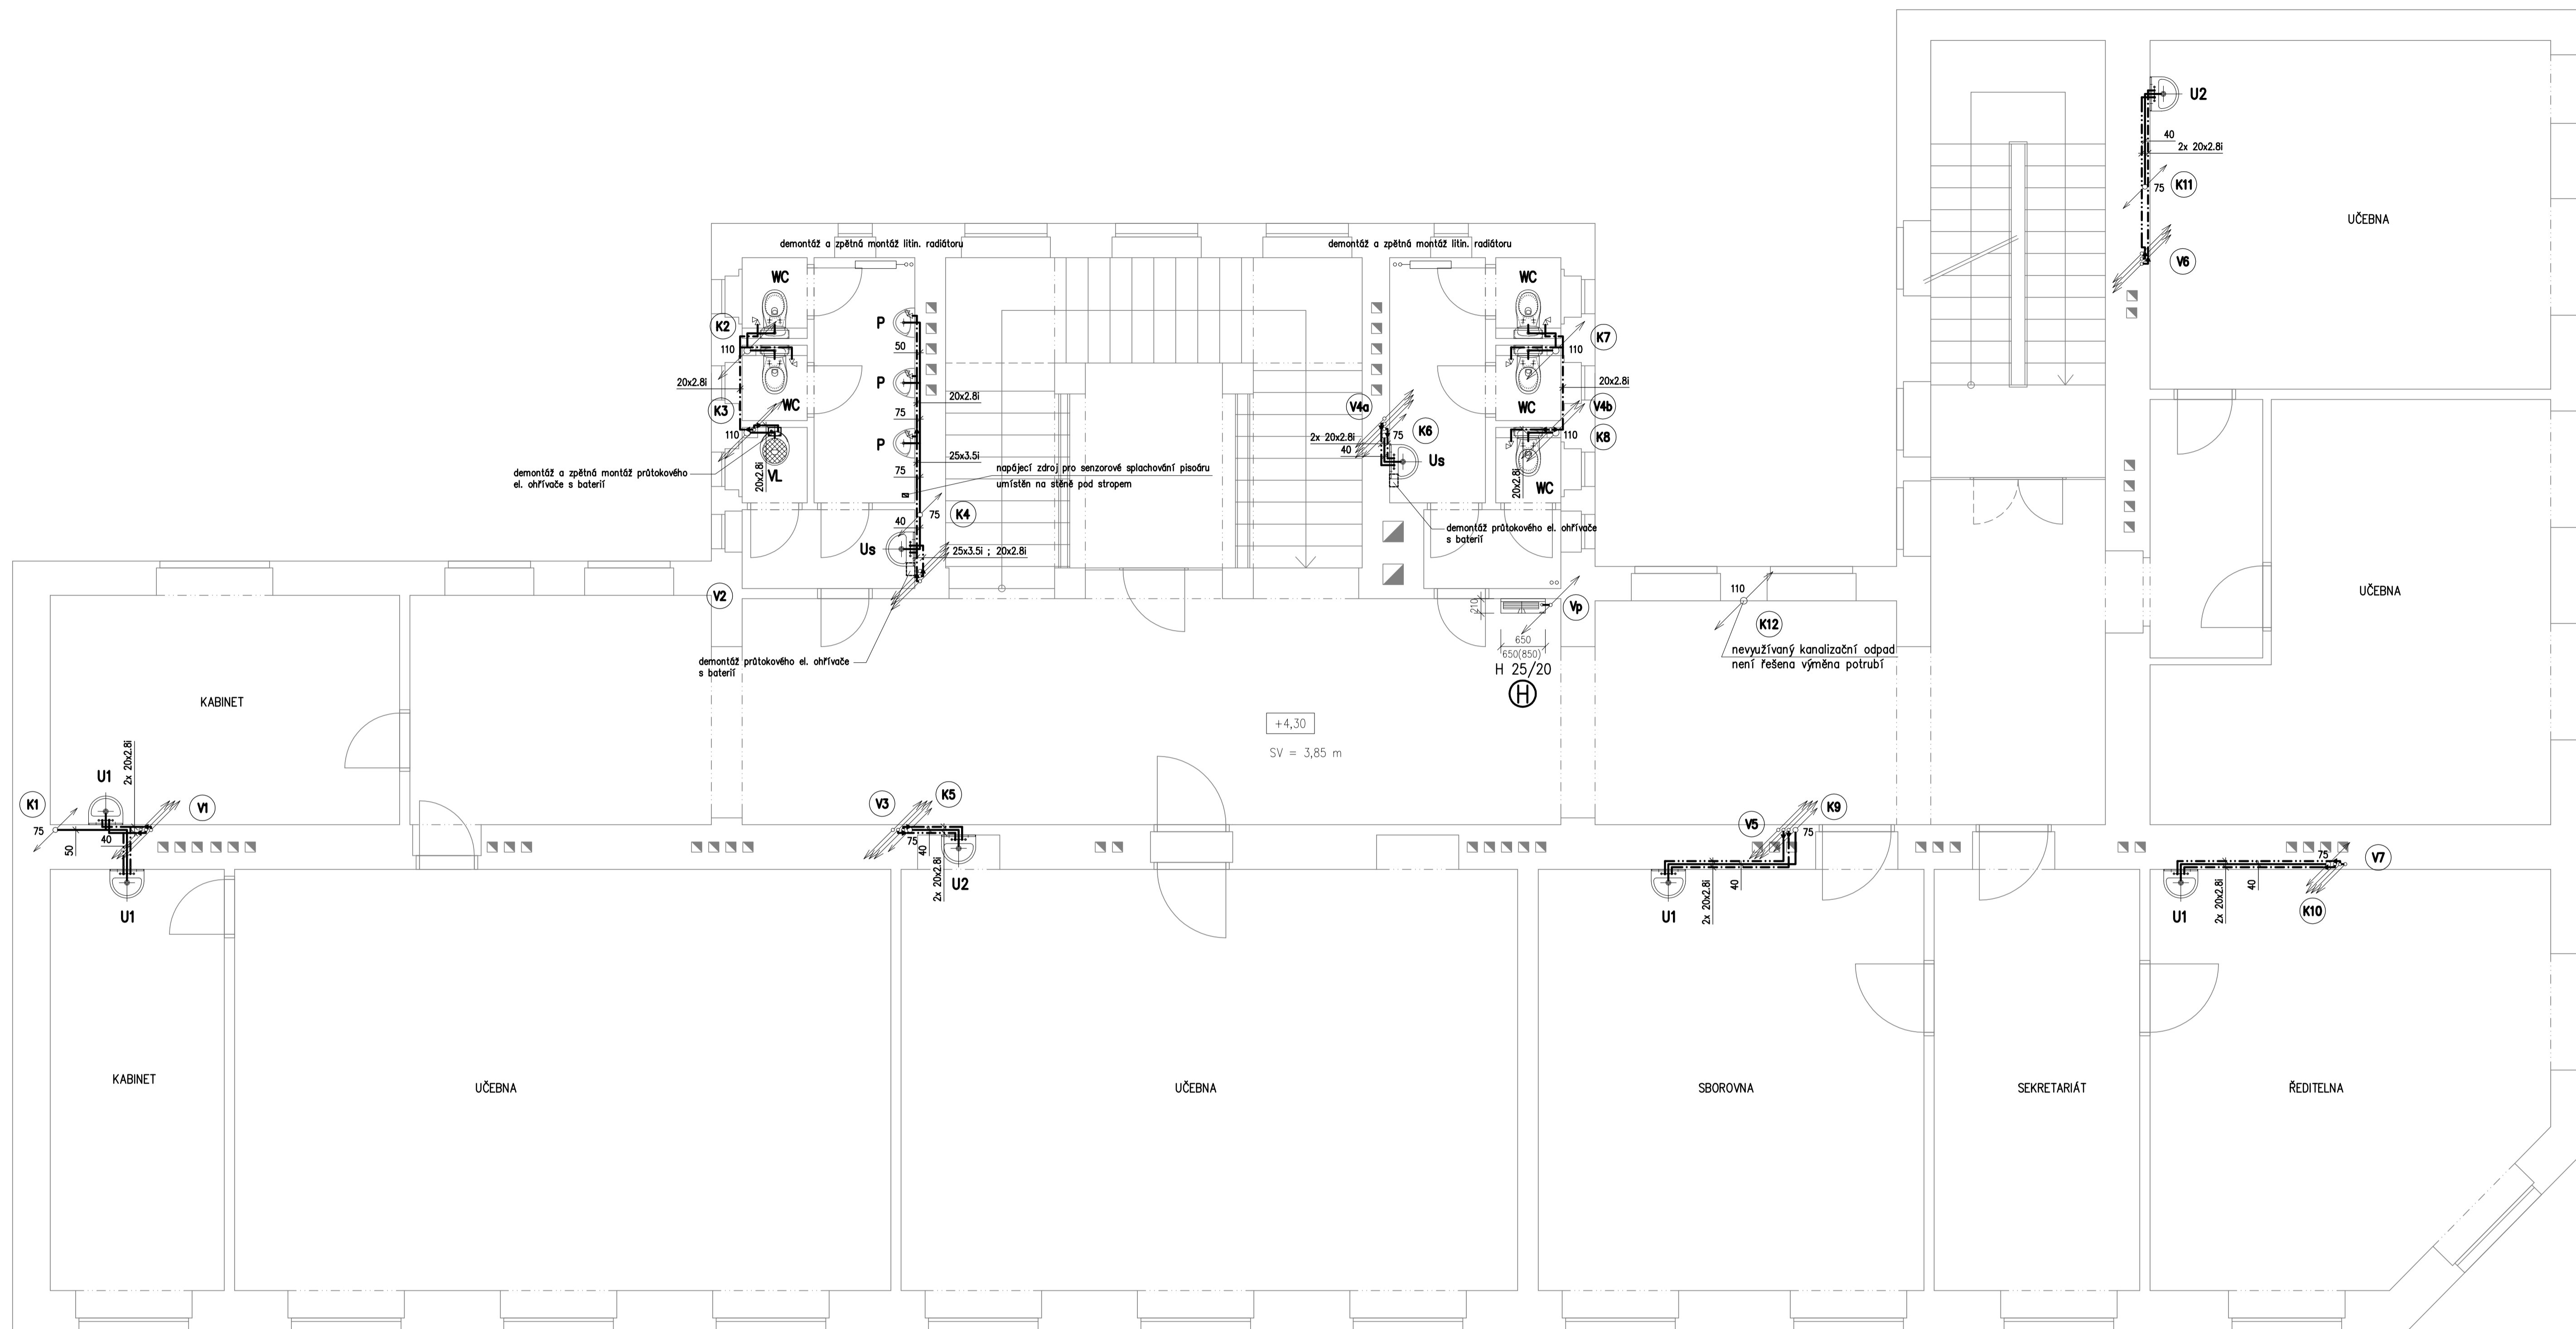 U2
40
2x 20x2.8i
K11
75
UČEBNA
V6
demontáž a zpětná montáž litin. radiátoru
demontáž a zpětná montáž litin. radiátoru
WC
WC
K2
P
K7
110
50
110
20x2.8i
P
20x2.8i
20x2.8i
K3
WC
75
V4a
WC
V4b
110
P
2x 20x2.8i
75
K6
110
K8
40
Us
25x3.5i
demontáž a zpětná montáž průtokového
el. ohřívače s baterií
20x2.8i
VL
75
napájecí zdroj pro senzorové splachování pisoáru
umístěn na stěně pod stropem
20x2.8i
WC
75
K4
40
Us
25x3.5i ; 20x2.8i
demontáž průtokového el. ohřívače
s baterií
V2
110
210
Vp
K12
UČEBNA
650
650(850)
H 25/20
H
nevyužívaný kanalizační odpad
není řešena výměna potrubí
demontáž průtokového el. ohřívače
s baterií
KABINET
+4,30
SV = 3,85 m
2x 20x2.8i
U1
K1
V1
75
40
50
U1
V3
K5
75
40
2x 20x2.8i
U2
K9
V5
75
U1
2x 20x2.8i
40
75
V7
U1
2x 20x2.8i
40
K10
KABINET
UČEBNA
UČEBNA
SBOROVNA
SEKRETARIÁT
ŘEDITELNA